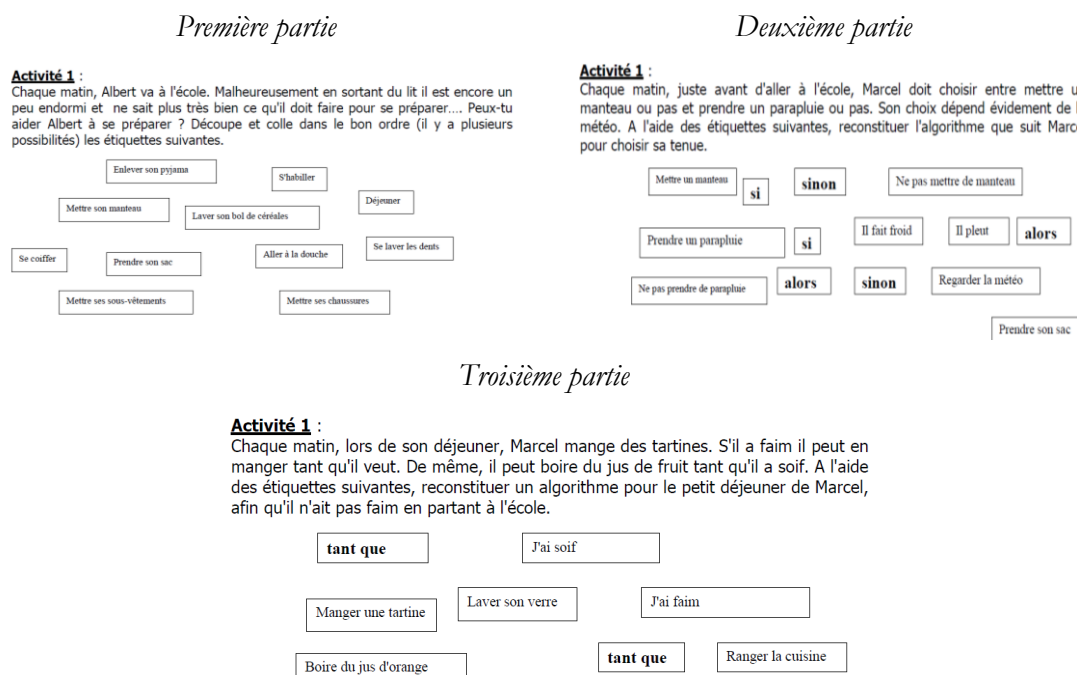 Première partie
Activité 1 :
Chaque matin, Albert va à l'école. Malheureusement en sortant du lit il est encore un
peu endormi et ne sait plus très bien ce qu'il doit faire pour se préparer.... Peux-tu
aider Albert à se préparer ? Découpe et colle dans le bon ordre (il y a plusieurs
possibilités) les étiquettes suivantes.
Enlever son pyjama
S'habiller
Déjeuner
Mettre son manteau
Laver son bol de céréales
Se laver les dents
Aller à la douche
Se coiffer
Prendre son sac
Mettre ses sous-vêtements
Mettre ses chaussures
Deuxième partie
Activité 1 :
Chaque matin, juste avant d'aller à l'école, Marcel doit choisir entre mettre u
manteau ou pas et prendre un parapluie ou pas. Son choix dépend évidement de l
météo. A l'aide des étiquettes suivantes, reconstituer l'algorithme que suit Marc
pour choisir sa tenue.
Mettre un manteau
si
sinon
Ne pas mettre de manteau
Prendre un parapluie
si
Il fait froid
Il pleut
alors
Ne pas prendre de parapluie
alors
sinon
Regarder la météo
Prendre son sac
Troisième partie
Activité 1 :
Chaque matin, lors de son déjeuner, Marcel mange des tartines. S'il a faim il peut en
manger tant qu'il veut. De même, il peut boire du jus de fruit tant qu'il a soif. A l'aide
des étiquettes suivantes, reconstituer un algorithme pour le petit déjeuner de Marcel,
afin qu'il n'ait pas faim en partant à l'école.
tant que
J'ai soif
Manger une tartine
Laver son verre
J'ai faim
Boire du jus d'orange
tant que
Ranger la cuisine